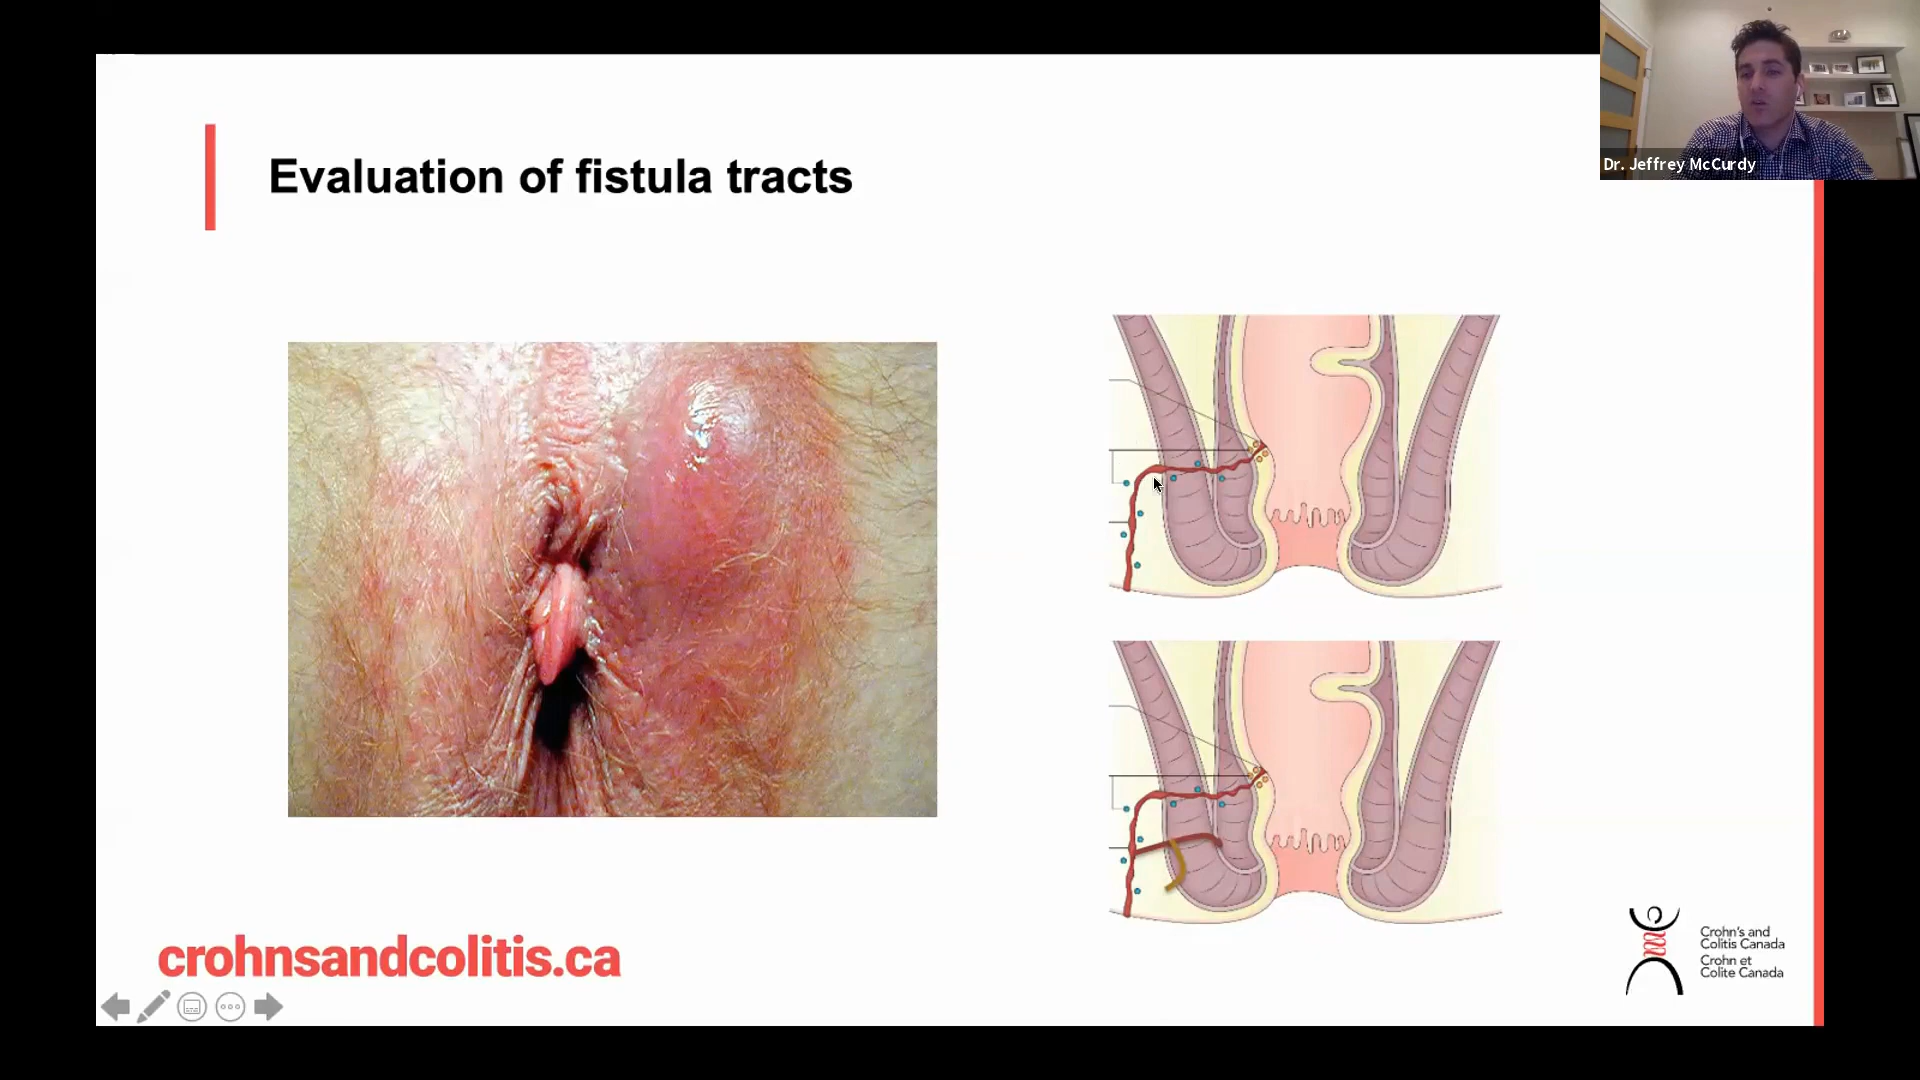 Dr. Jeffrey McCurdy
Evaluation of fistula tracts
crohnsandcolitis.ca
Crohn's and
Colitis Canada
Crohn et
Colite Canada